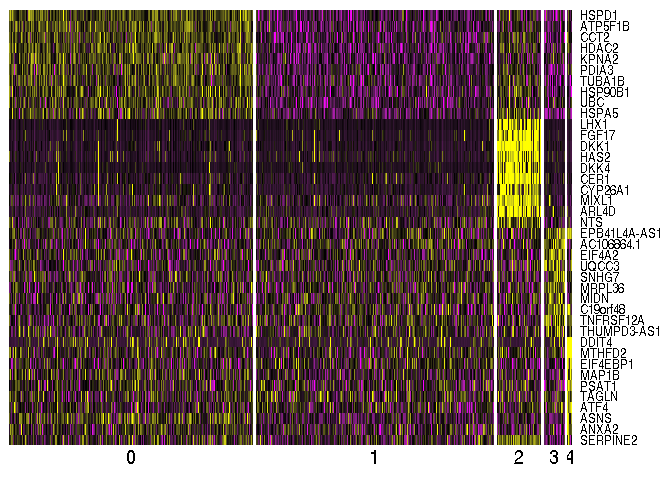 HSPD1
ATP5F1B
CCT2
HDAC2
KPNA2
PDIA3
TUBA1B
HSP90B1
UBC
HSPA5
LHX1
FGF17
DKK1
HAS2
DKK4
CER1
CYP26A1
MIXL1
ARL4D
NTS
EPB41L4A-AS1
AC106864.1
EIF4A2
UQCC3
SNHG7
MRPL36
MIDN
C19orf48
TNFRSF12A
THUMPD3-AS1
DDIT4
MTHFD2
EIF4EBP1
MAP1B
PSAT1
TAGLN
ATF4
ASNS
ANXA2
SERPINE2
0 1 2 3 4